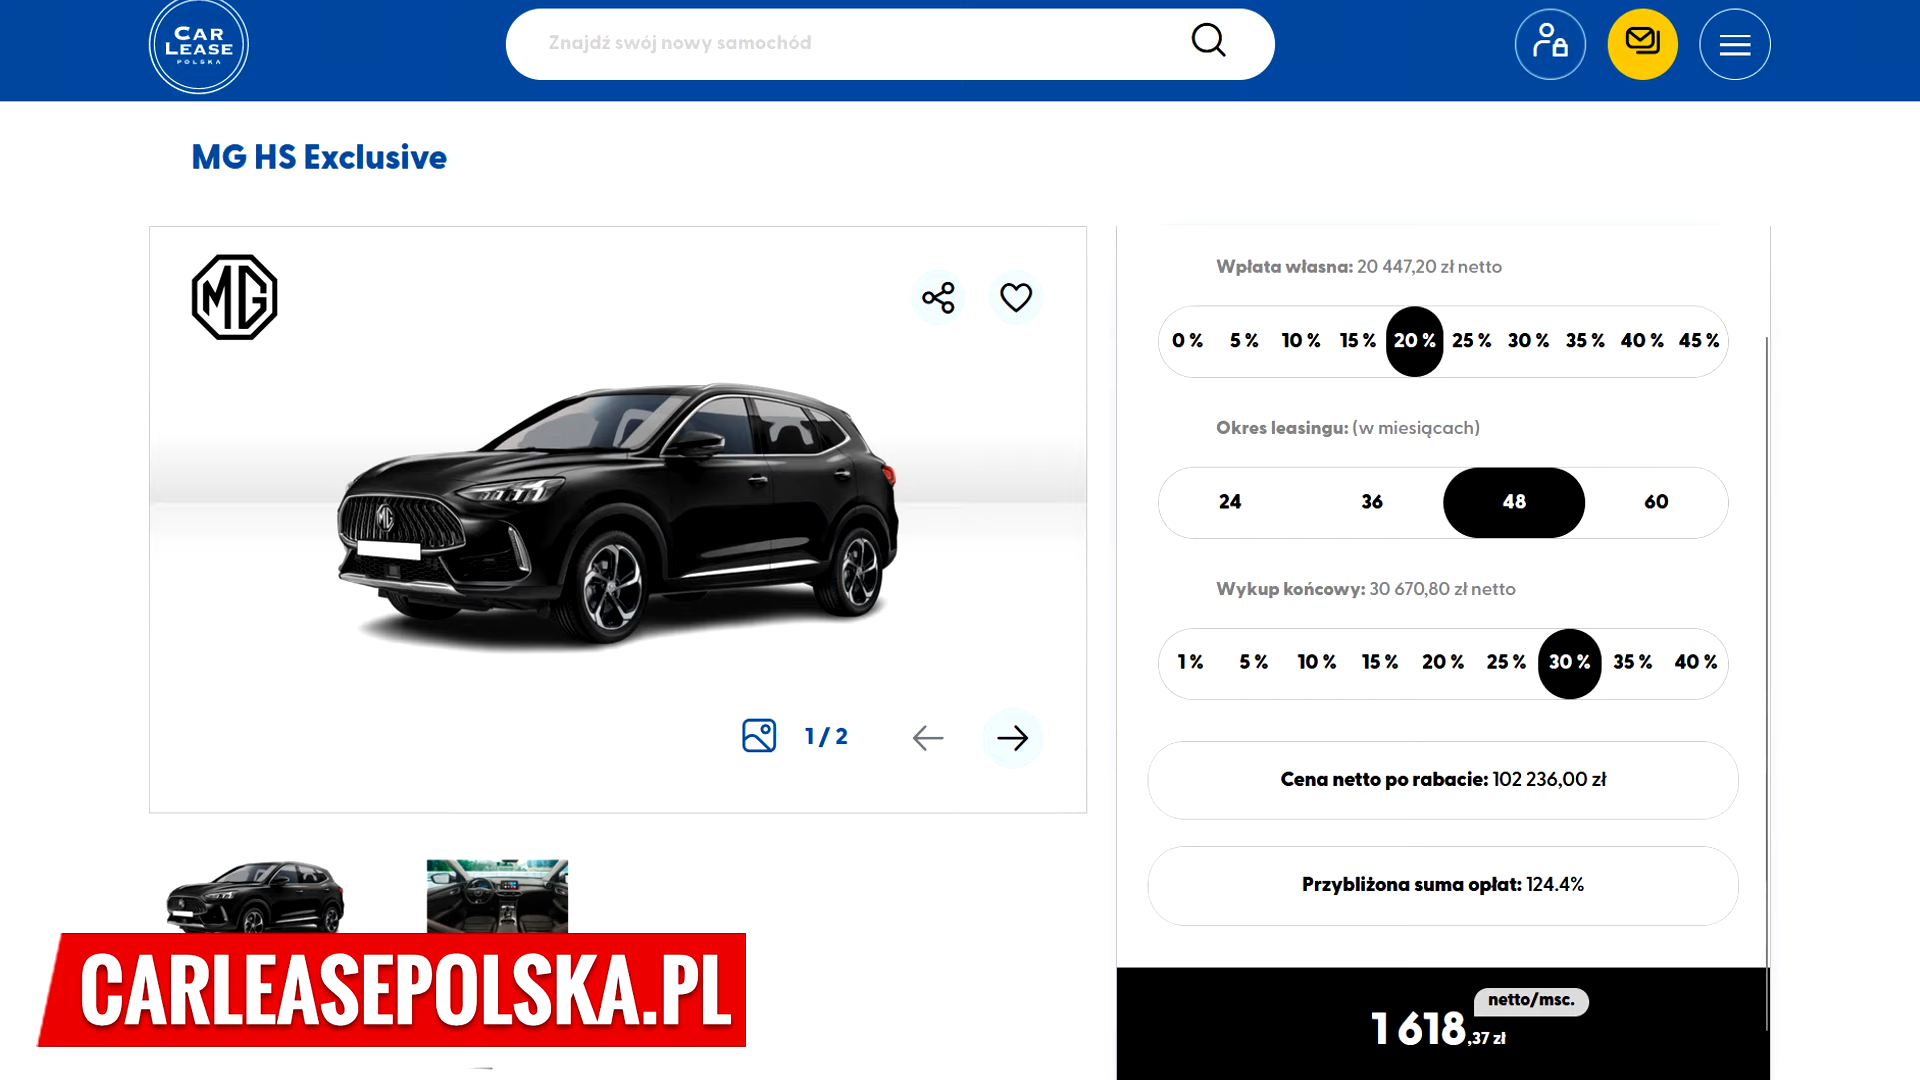 CAR
LEASE
POLSKA
Znajdź swój nowy samochód
MG HS Exclusive
MG
Wpłata własna: 20 447,20 zł netto
0 % 5 % 10 % 15 % 20 % 25 % 30 % 35 % 40 % 45 %
Okres leasingu: (w miesiącach)
24 36 48 60
Wykup końcowy: 30 670,80 zł netto
1 % 5 % 10 % 15 % 20 % 25 % 30 % 35 % 40 %
1 / 2
Cena netto po rabacie: 102 236,00 zł
Przybliżona suma opłat: 124.4%
netto/msc.
1 618,37 zł
CARLEASEPOLSKA.PL